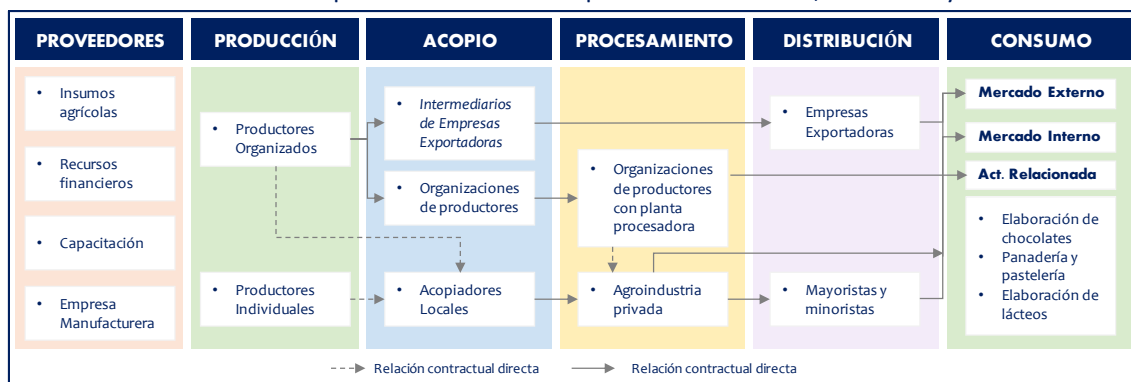 PROVEEDORES
PRODUCCIÓN
ACOPIO
PROCESAMIENTO
DISTRIBUCIÓN
CONSUMO
• Insumos
agrícolas
• Recursos
financieros
• Capacitación
• Empresa
Manufacturera
• Productores
Organizados
• Productores
Individuales
• Intermediarios
de Empresas
Exportadoras
• Organizaciones
de productores
• Acopiadores
Locales
• Organizaciones
de productores
con planta
procesadora
• Agroindustria
privada
• Empresas
Exportadoras
• Mayoristas y
minoristas
Mercado Externo
Mercado Interno
Act. Relacionada
• Elaboración de
chocolates
• Panadería y
pastelería
• Elaboración de
lácteos
Relación contractual directa
Relación contractual directa